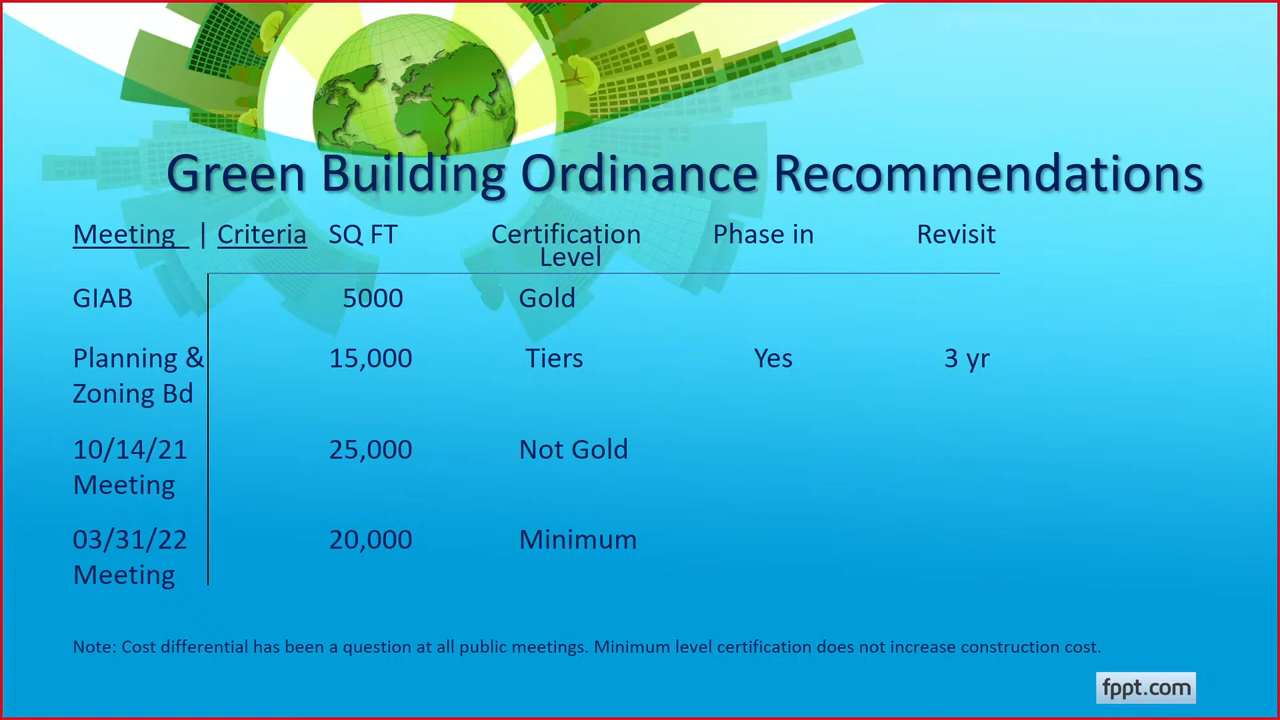 Green Building Ordinance Recommendations
Meeting | Criteria SQ FT Certification Level Phase in Revisit
GIAB 5000 Gold
Planning & Zoning Bd 15,000 Tiers Yes 3 yr
10/14/21 Meeting 25,000 Not Gold
03/31/22 Meeting 20,000 Minimum
Note: Cost differential has been a question at all public meetings. Minimum level certification does not increase construction cost.
fppt.com